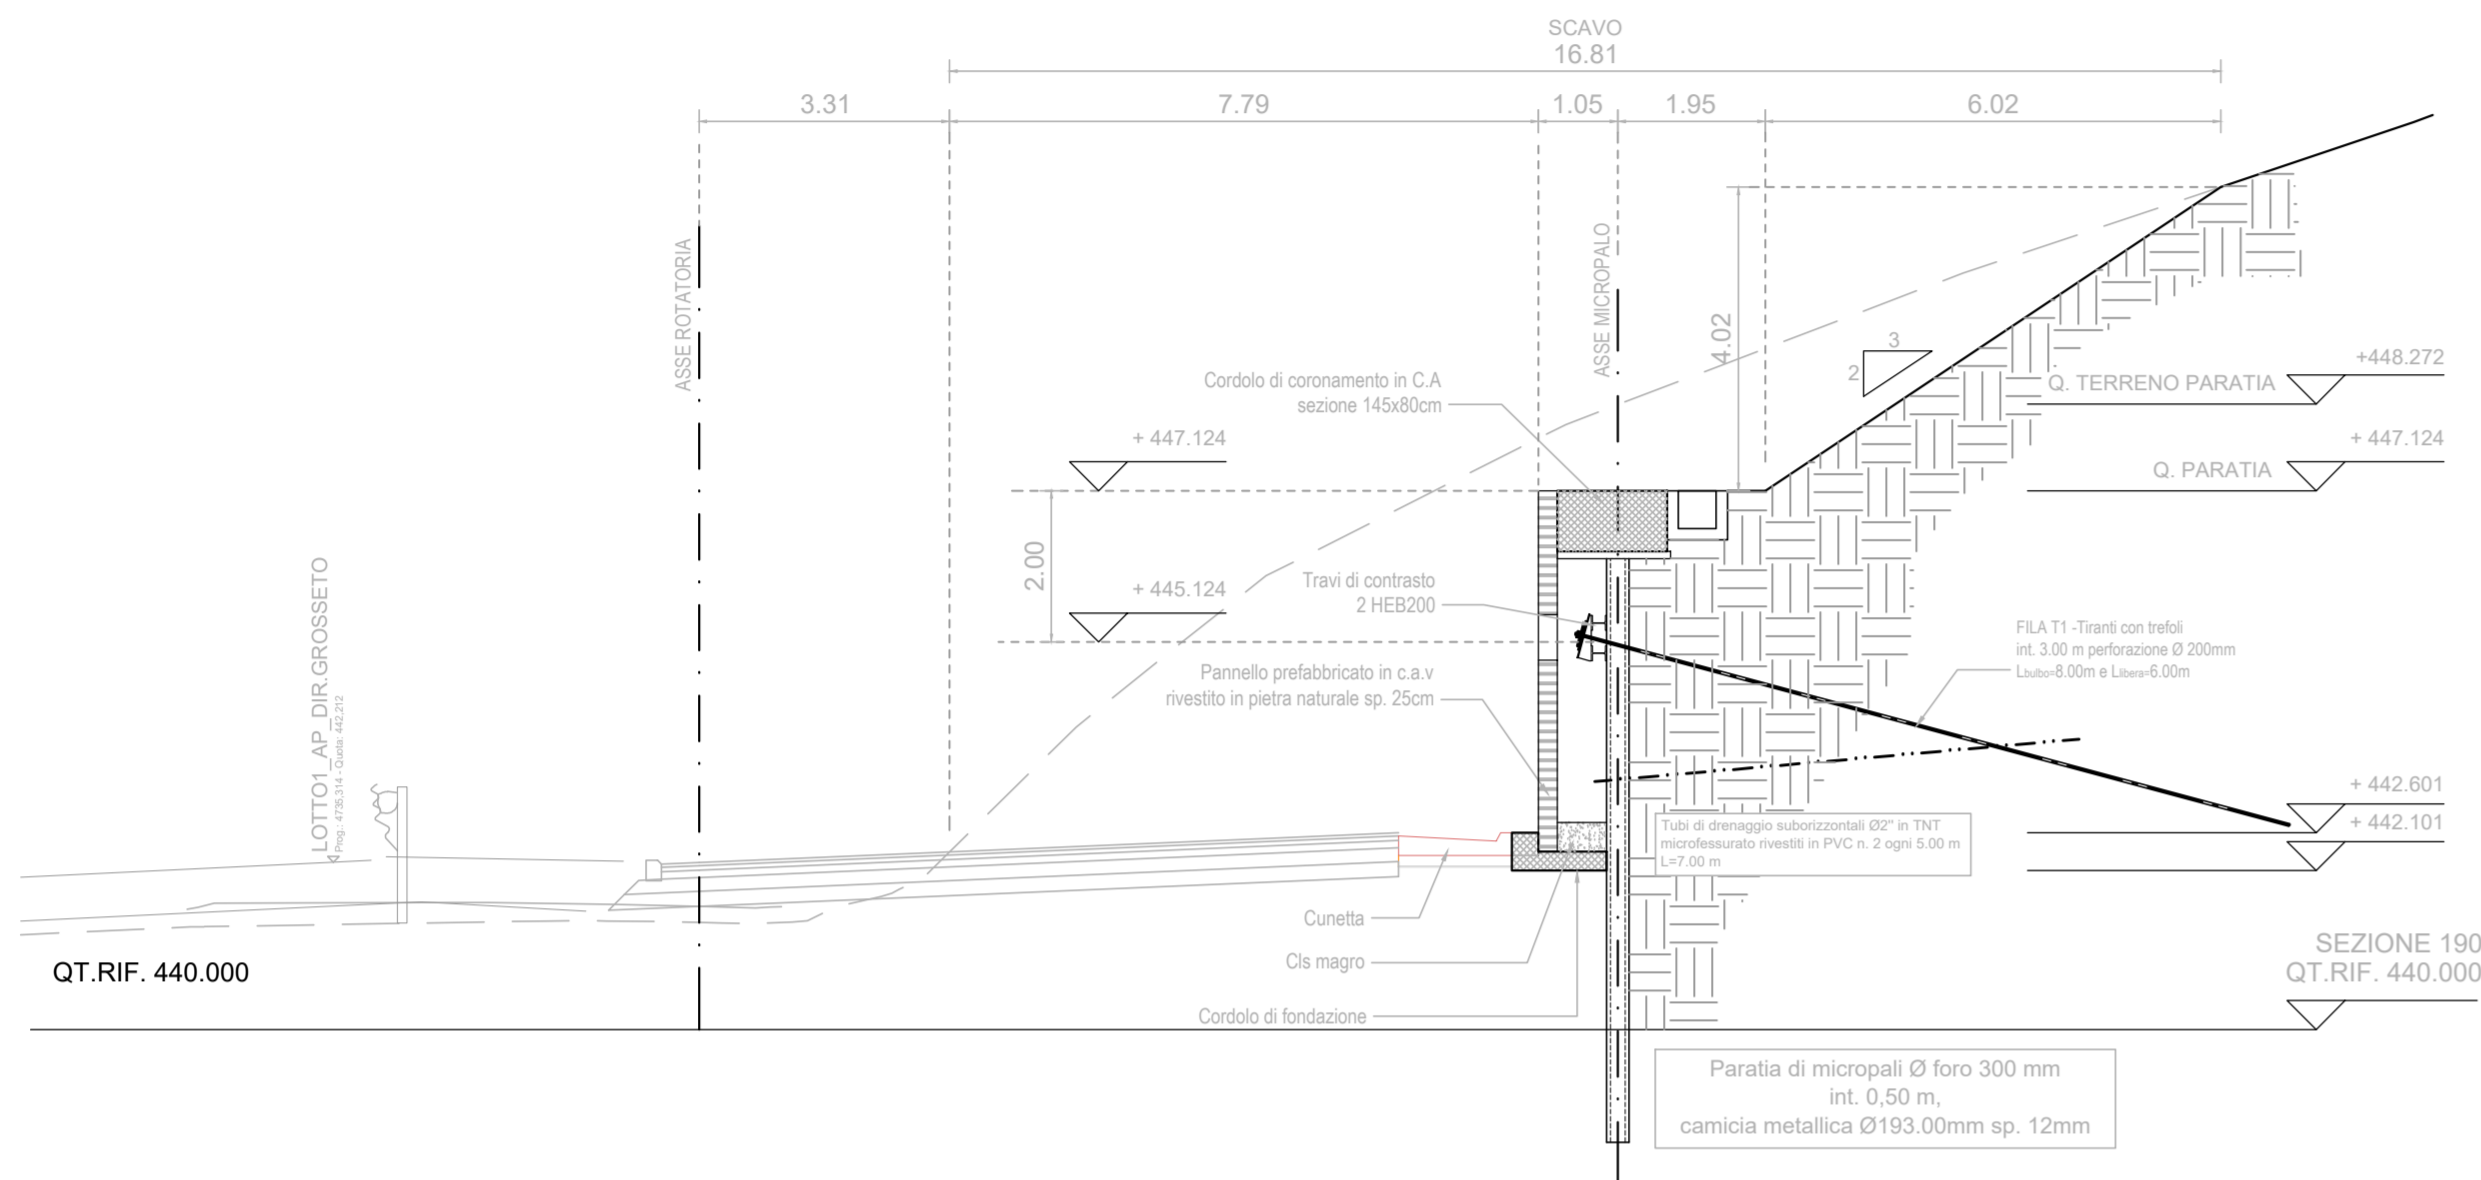 SCAVO
16.81
3.31
7.79
1.05
1.95
6.02
ASSE ROTATORIA
ASSE MICROPALO
4.02
3
2
+448.272
Q. TERRENO PARATIA
+ 447.124
Q. PARATIA
Cordolo di coronamento in C.A
sezione 145x80cm
+ 447.124
2.00
+ 445.124
Travi di contrasto
2 HEB200
FILA T1 -Tiranti con trefoli
int. 3.00 m perforazione Ø 200mm
Lbulbo=8.00m e Llibera=6.00m
Pannello prefabbricato in c.a.v
rivestito in pietra naturale sp. 25cm
LOTTO1_AP_DIR.GROSSETO
Prog.: 4735,314 - Quota: 442,212
+ 442.601
+ 442.101
Tubi di drenaggio suborizzontali Ø2" in TNT
microfessurato rivestiti in PVC n. 2 ogni 5.00 m
L=7.00 m
Cunetta
Cls magro
Cordolo di fondazione
QT.RIF. 440.000
SEZIONE 190
QT.RIF. 440.000
Paratia di micropali Ø foro 300 mm
int. 0,50 m,
camicia metallica Ø193.00mm sp. 12mm